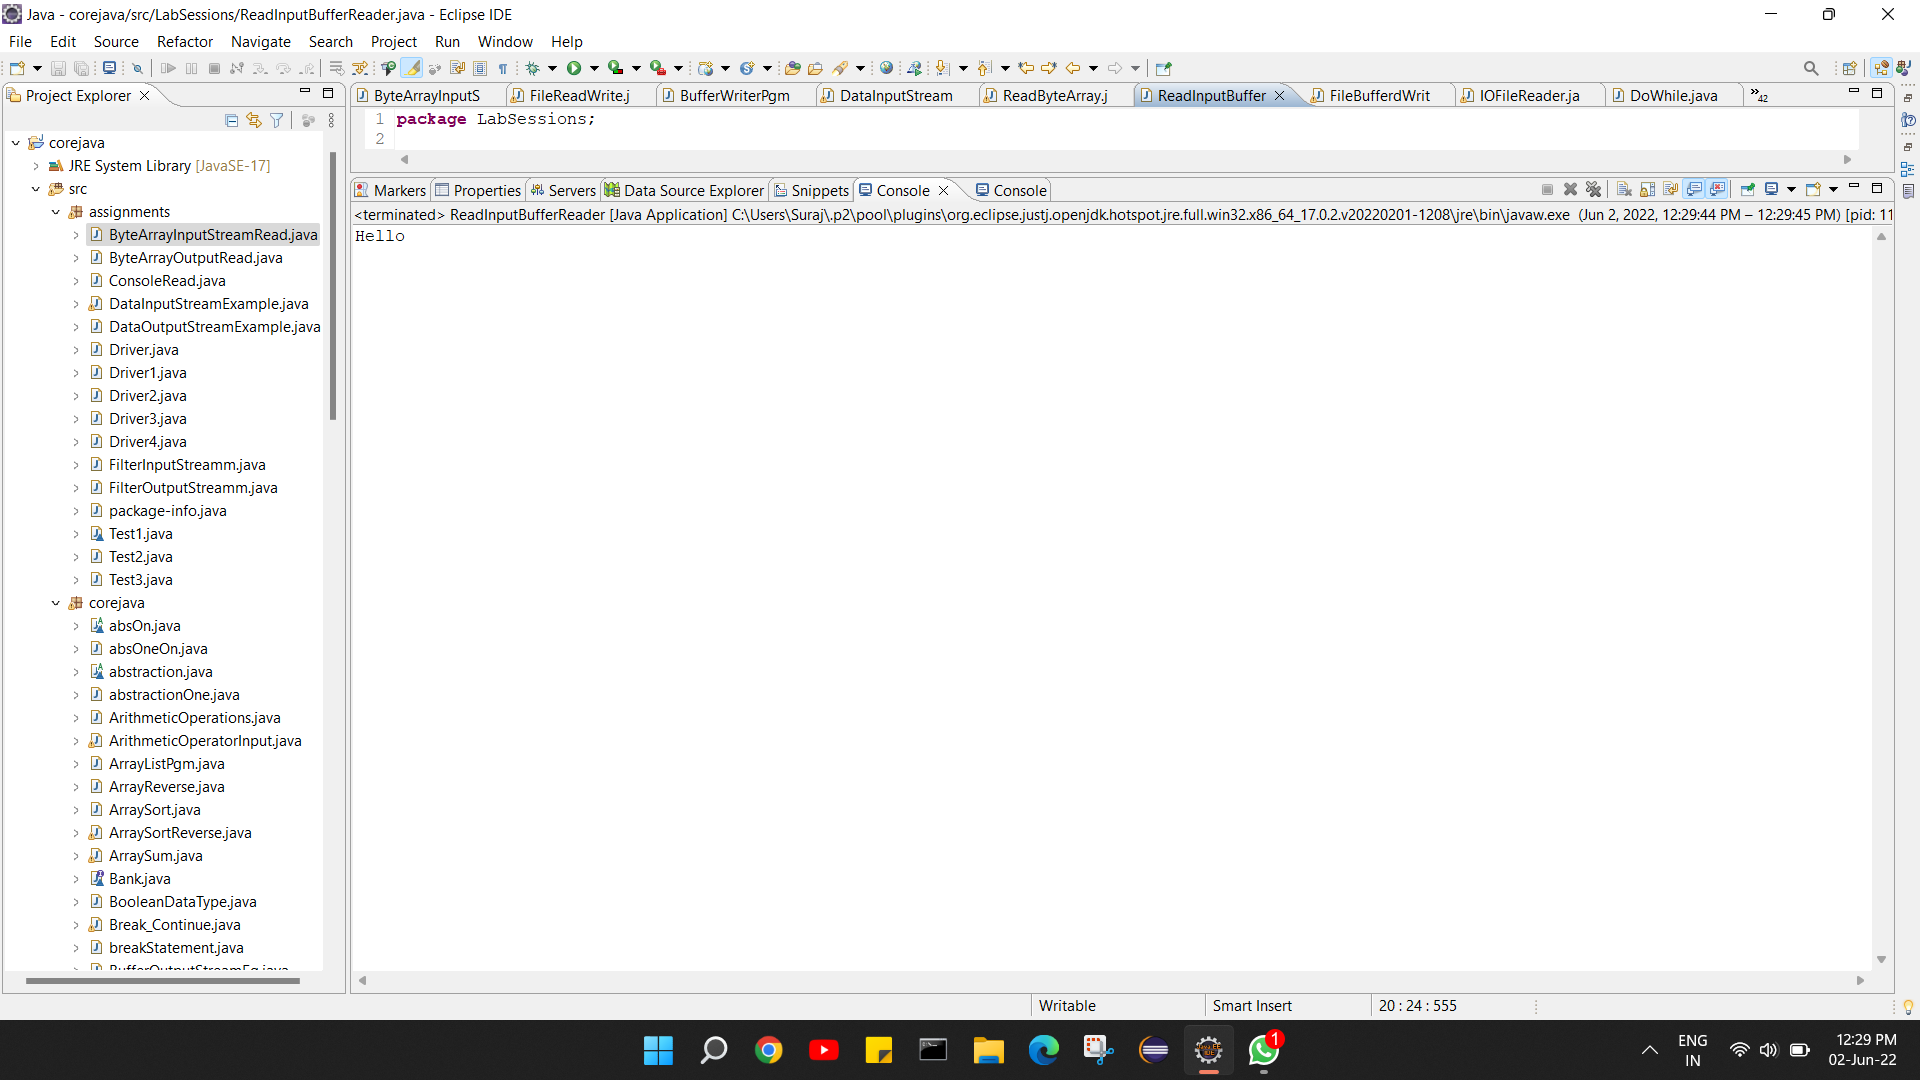 Java - corejava/src/LabSessions/ReadInputBufferReader.java - Eclipse IDE
File Edit Source Refactor Navigate Search Project Run Window Help
Project Explorer
ByteArrayInputS FileReadWrite.j BufferWriterPgm DataInputStream ReadByteArray.j ReadInputBuffer FileBufferdWrit IOFileReader.ja DoWhile.java »42
1 package LabSessions;
2
Markers Properties Servers Data Source Explorer Snippets Console Console
<terminated> ReadInputBufferReader [Java Application] C:\Users\Suraj\.p2\pool\plugins\org.eclipse.justj.openjdk.hotspot.jre.full.win32.x86_64_17.0.2.v20220201-1208\jre\bin\javaw.exe (Jun 2, 2022, 12:29:44 PM – 12:29:45 PM) [pid: 11
Hello
corejava
JRE System Library [JavaSE-17]
src
assignments
ByteArrayInputStreamRead.java
ByteArrayOutputRead.java
ConsoleRead.java
DataInputStreamExample.java
DataOutputStreamExample.java
Driver.java
Driver1.java
Driver2.java
Driver3.java
Driver4.java
FilterInputStreamm.java
FilterOutputStreamm.java
package-info.java
Test1.java
Test2.java
Test3.java
corejava
absOn.java
absOneOn.java
abstraction.java
abstractionOne.java
ArithmeticOperations.java
ArithmeticOperatorInput.java
ArrayListPgm.java
ArrayReverse.java
ArraySort.java
ArraySortReverse.java
ArraySum.java
Bank.java
BooleanDataType.java
Break_Continue.java
breakStatement.java
BufferOutputStreamEg.java
Writable Smart Insert 20 : 24 : 555
1
ENG
IN
12:29 PM
02-Jun-22